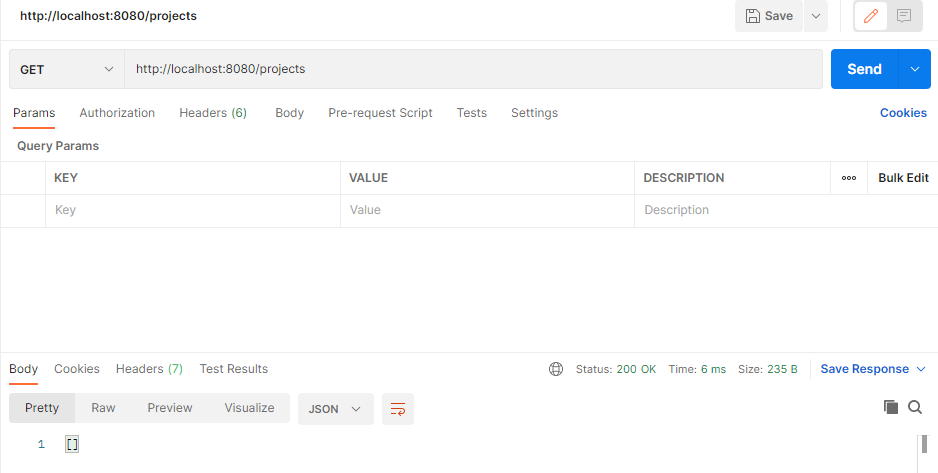 http://localhost:8080/projects Save
GET http://localhost:8080/projects Send
Params Authorization Headers (6) Body Pre-request Script Tests Settings Cookies
Query Params
KEY VALUE DESCRIPTION Bulk Edit
Key Value Description
Body Cookies Headers (7) Test Results Status: 200 OK Time: 6 ms Size: 235 B Save Response
Pretty Raw Preview Visualize JSON
1 []